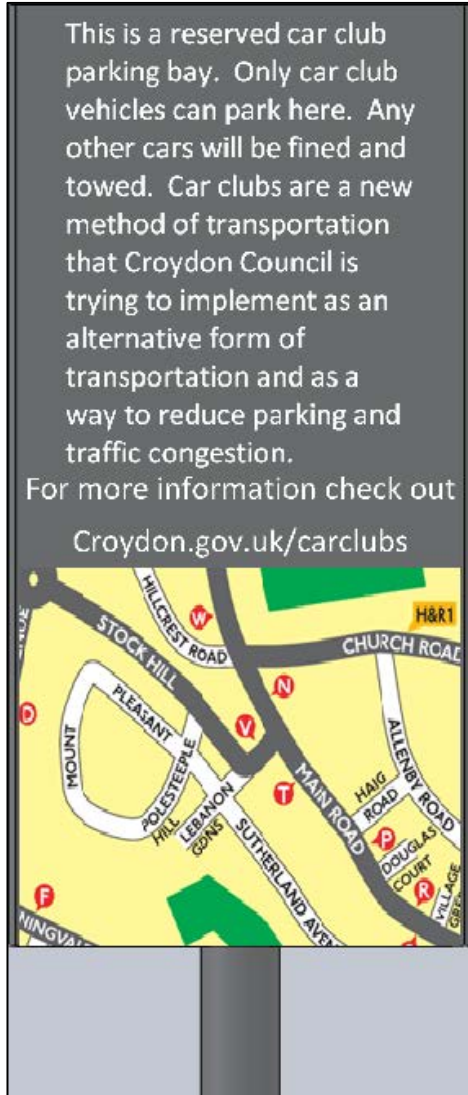 This is a reserved car club
parking bay.  Only car club
vehicles can park here.  Any
other cars will be fined and
towed.  Car clubs are a new
method of transportation
that Croydon Council is
trying to implement as an
alternative form of
transportation and as a
way to reduce parking and
traffic congestion.
For more information check out
Croydon.gov.uk/carclubs
H&R1
HILLCREST ROAD
W
CHURCH ROAD
STOCK HILL
N
D
PLEASANT
V
ALLENBY ROAD
MOUNT
POLESTEEPLE
HILL
LEBANON
GDNS
T
MAIN ROAD
HAIG
ROAD
P
DOUGLAS
COURT
SUTHERLAND AVEN
F
R
VILLAGE
GRE
NINGVA